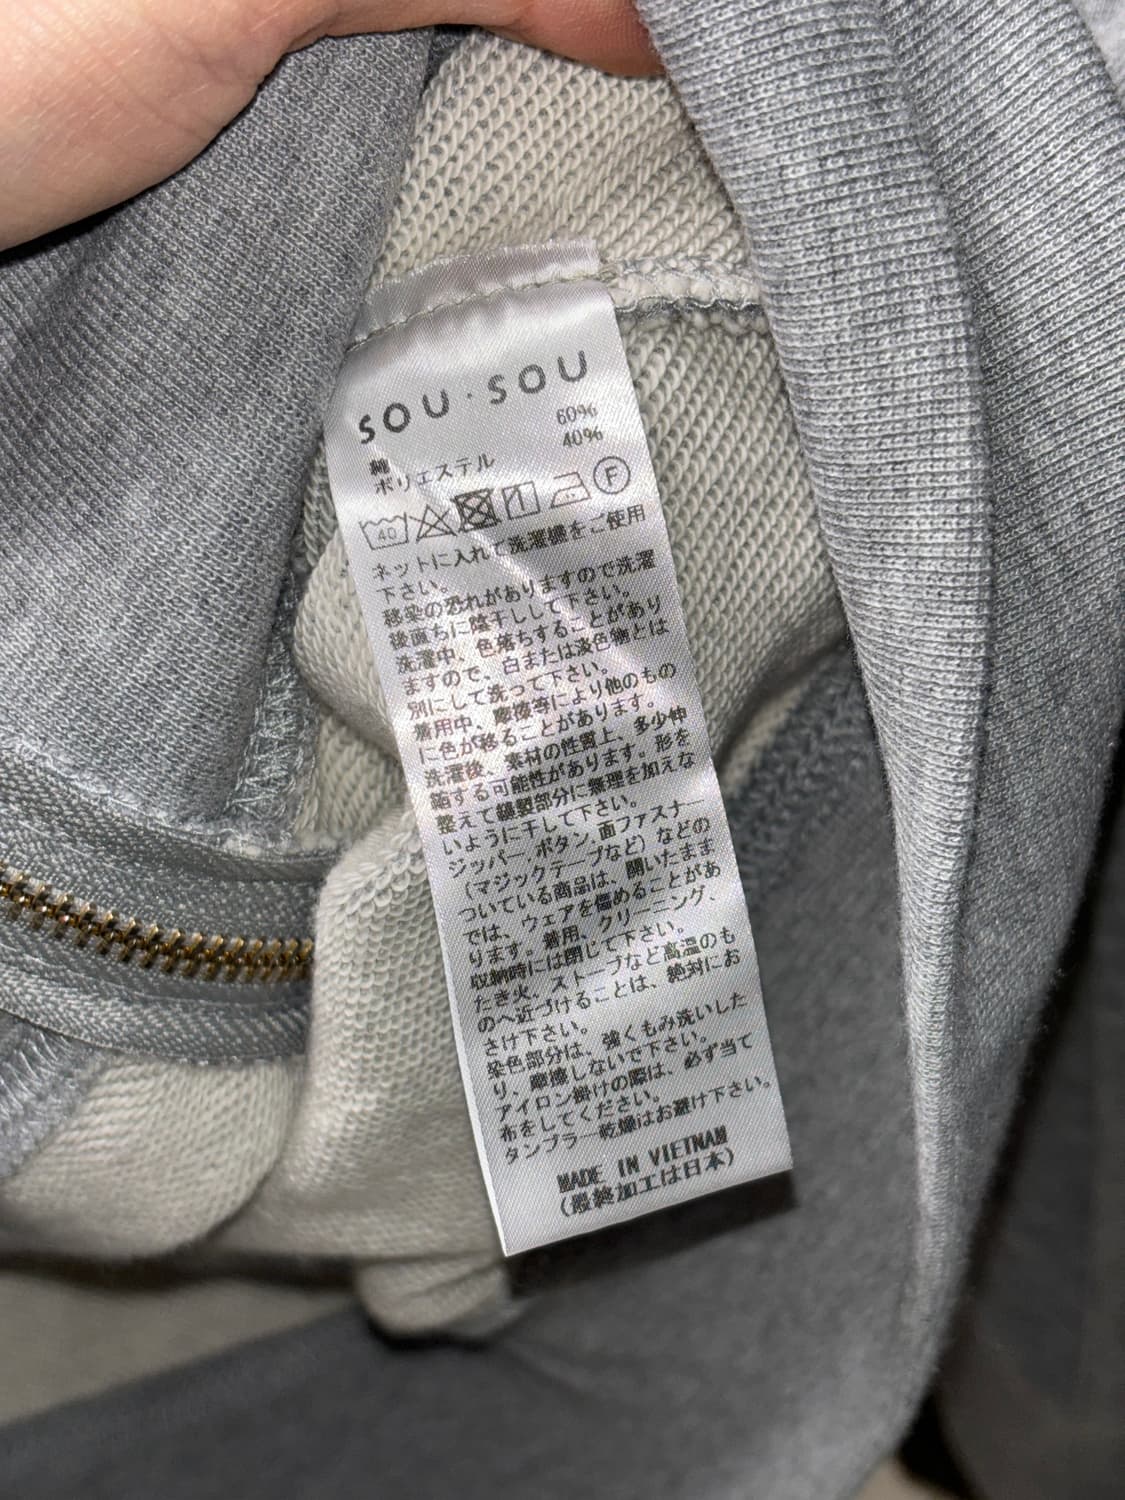 SOU・SOU
綿 60%
ポリエステル 40%
40 F
ネットに入れて洗濯機をご使用
下さい。
移染の恐れがありますので洗濯
後直ちに陰干しして下さい。
洗濯中、色落ちすることがあり
ますので、白または淡色物とは
別にして洗って下さい。
着用中、摩擦等により他のもの
に色が移ることがあります。
洗濯後、素材の性質上、多少伸
縮する可能性があります。形を
整えて縫製部分に無理を加えな
いように干して下さい。
ジッパー,ボタン,面ファスナー
(マジックテープなど)などの
ついている商品は、開いたまま
では、ウェアを傷めることがあ
ります。着用、クリーニング、
収納時には閉じて下さい。
たき火、ストーブなど高温のも
のへ近づけることは、絶対にお
さけ下さい。
染色部分は、強くもみ洗いした
り、摩擦しないで下さい。
アイロン掛けの際は、必ず当て
布をしてください。
タンブラー乾燥はお避け下さい。
MADE IN VIETNAM
(最終加工は日本)